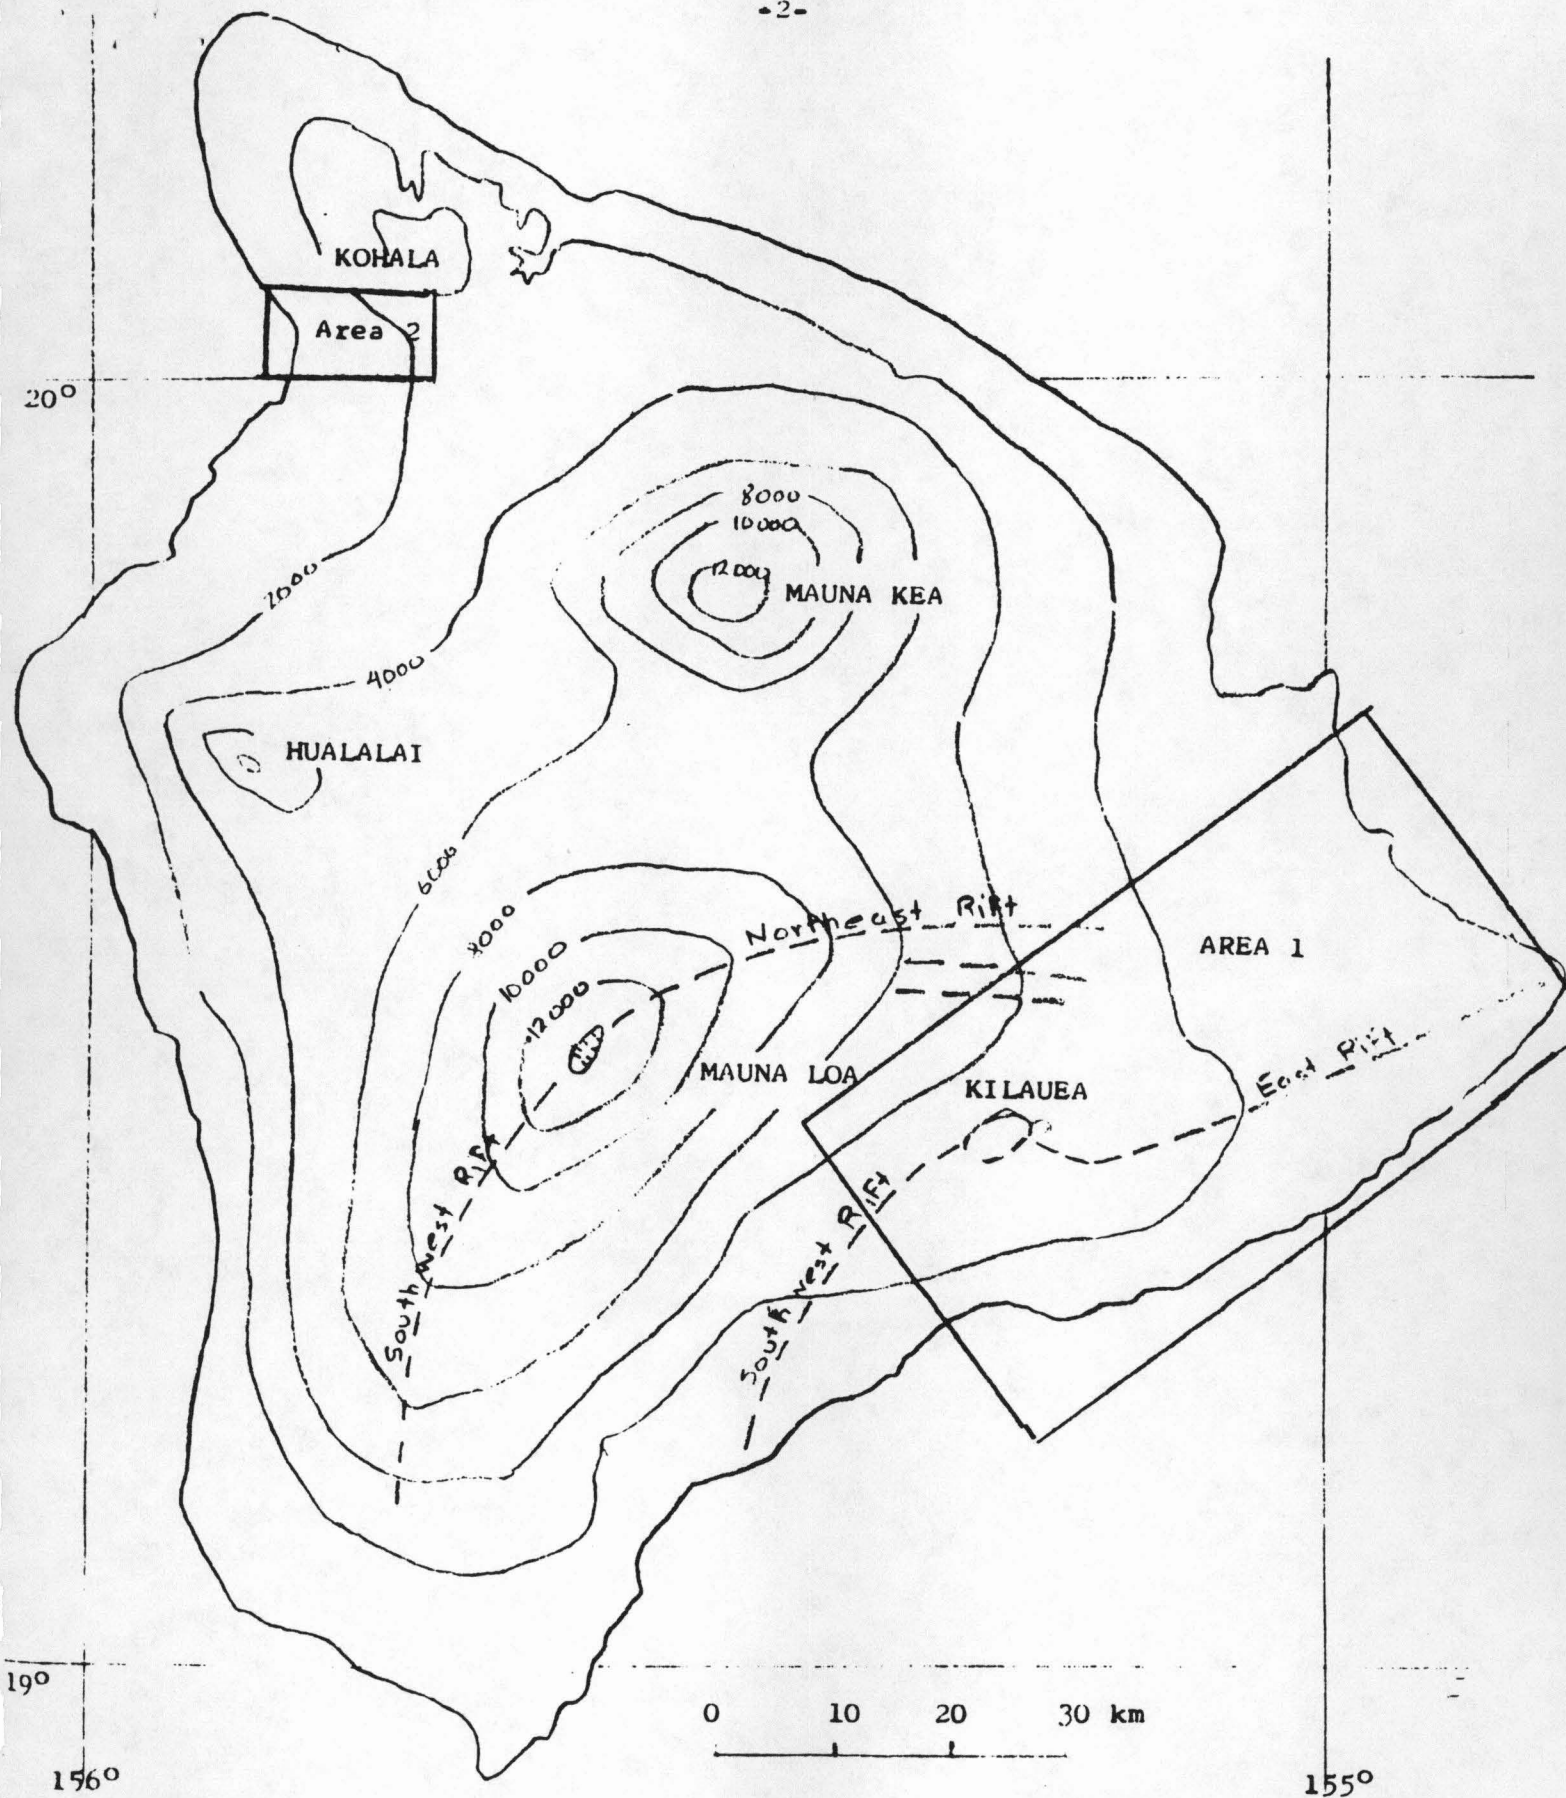 -2-
KOHALA
Area 2
20°
8000
10000
12000
MAUNA KEA
2000
4000
HUALALAI
6000
8000
10000
12000
Northeast Rift
AREA 1
MAUNA LOA
KILAUEA
East Rift
Southwest Rift
Southwest Rift
19°
0 10 20 30 km
156°
155°